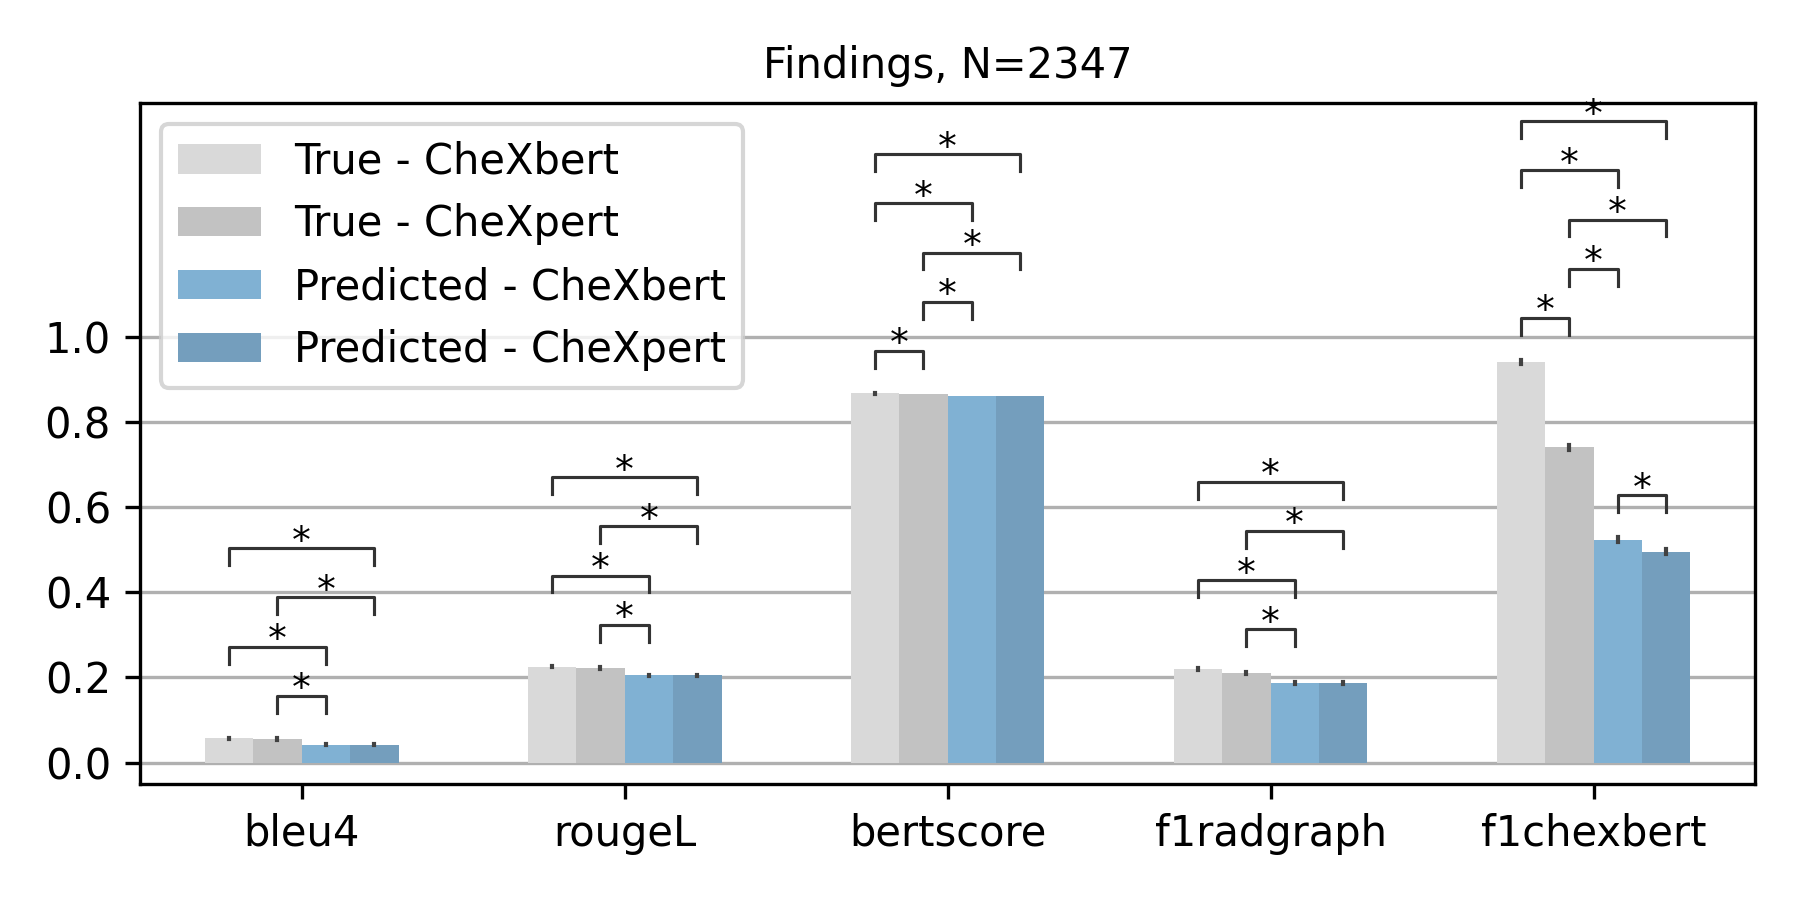 Findings, N=2347
True - CheXbert
True - CheXpert
Predicted - CheXbert
Predicted - CheXpert
1.0
0.8
0.6
0.4
0.2
0.0
* * * *
* * * *
* * * * *
* * * *
* * * * * *
bleu4 rougeL bertscore f1radgraph f1chexbert